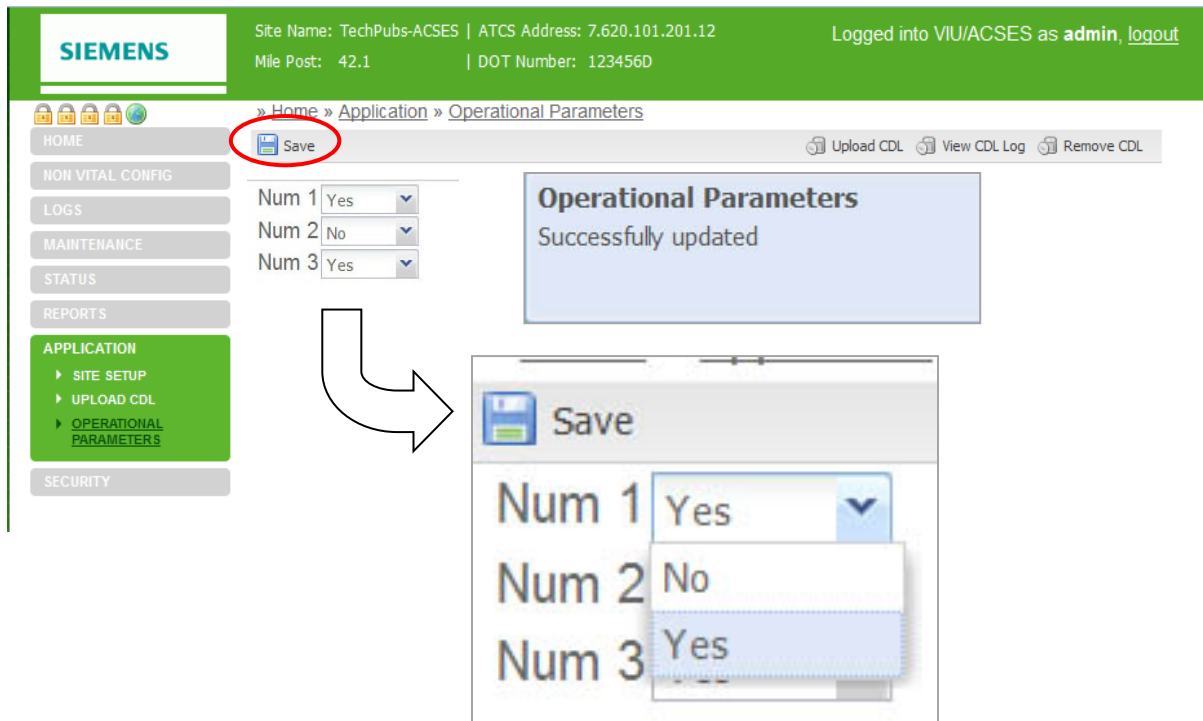 SIEMENS
Site Name: TechPubs-ACSES | ATCS Address: 7.620.101.201.12
Mile Post: 42.1 | DOT Number: 123456D
Logged into VIU/ACSES as admin, logout
» Home » Application » Operational Parameters
Save
Upload CDL View CDL Log Remove CDL
HOME
NON VITAL CONFIG
LOGS
MAINTENANCE
STATUS
REPORTS
APPLICATION
SITE SETUP
UPLOAD CDL
OPERATIONAL
PARAMETERS
SECURITY
Num 1 Yes
Num 2 No
Num 3 Yes
Operational Parameters
Successfully updated
Save
Num 1 Yes
Num 2 No
Num 3 Yes